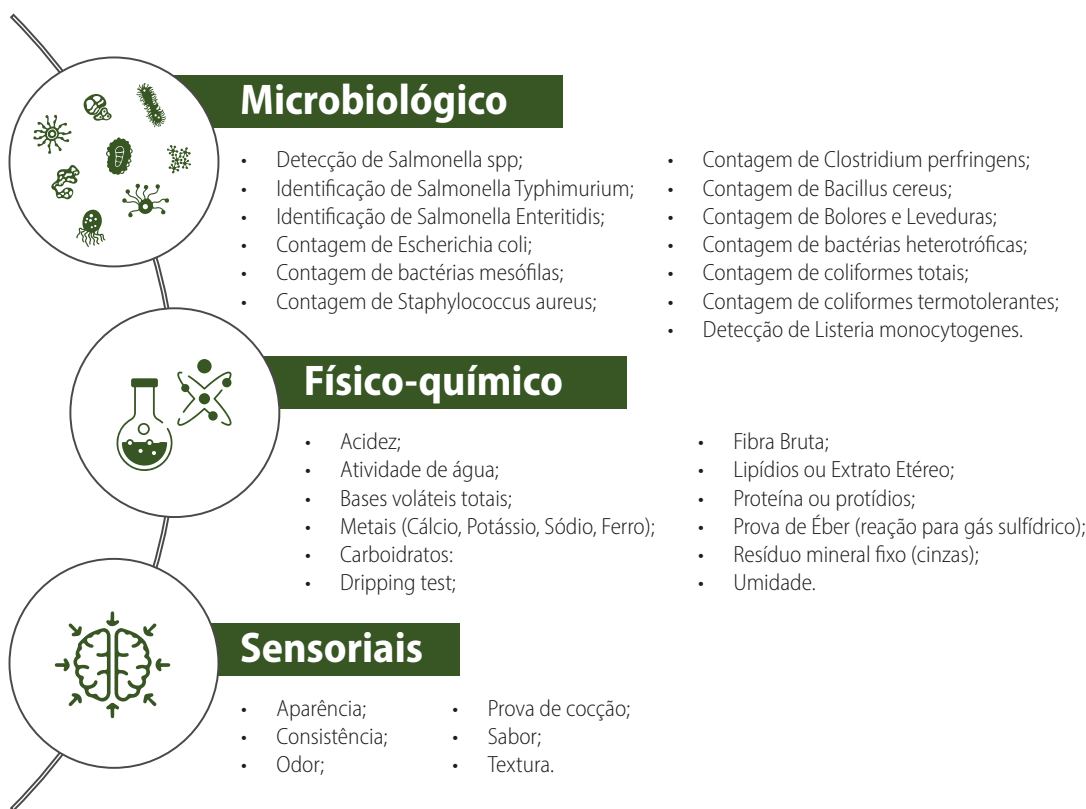 Microbiológico
• Detecção de Salmonella spp;
• Identificação de Salmonella Typhimurium;
• Identificação de Salmonella Enteritidis;
• Contagem de Escherichia coli;
• Contagem de bactérias mesófilas;
• Contagem de Staphylococcus aureus;
• Contagem de Clostridium perfringens;
• Contagem de Bacillus cereus;
• Contagem de Bolores e Leveduras;
• Contagem de bactérias heterotróficas;
• Contagem de coliformes totais;
• Contagem de coliformes termotolerantes;
• Detecção de Listeria monocytogenes.
Físico-químico
• Acidez;
• Atividade de água;
• Bases voláteis totais;
• Metais (Cálcio, Potássio, Sódio, Ferro);
• Carboidratos:
• Dripping test;
• Fibra Bruta;
• Lipídios ou Extrato Etéreo;
• Proteína ou protídios;
• Prova de Éber (reação para gás sulfídrico);
• Resíduo mineral fixo (cinzas);
• Umidade.
Sensoriais
• Aparência;
• Consistência;
• Odor;
• Prova de cocção;
• Sabor;
• Textura.